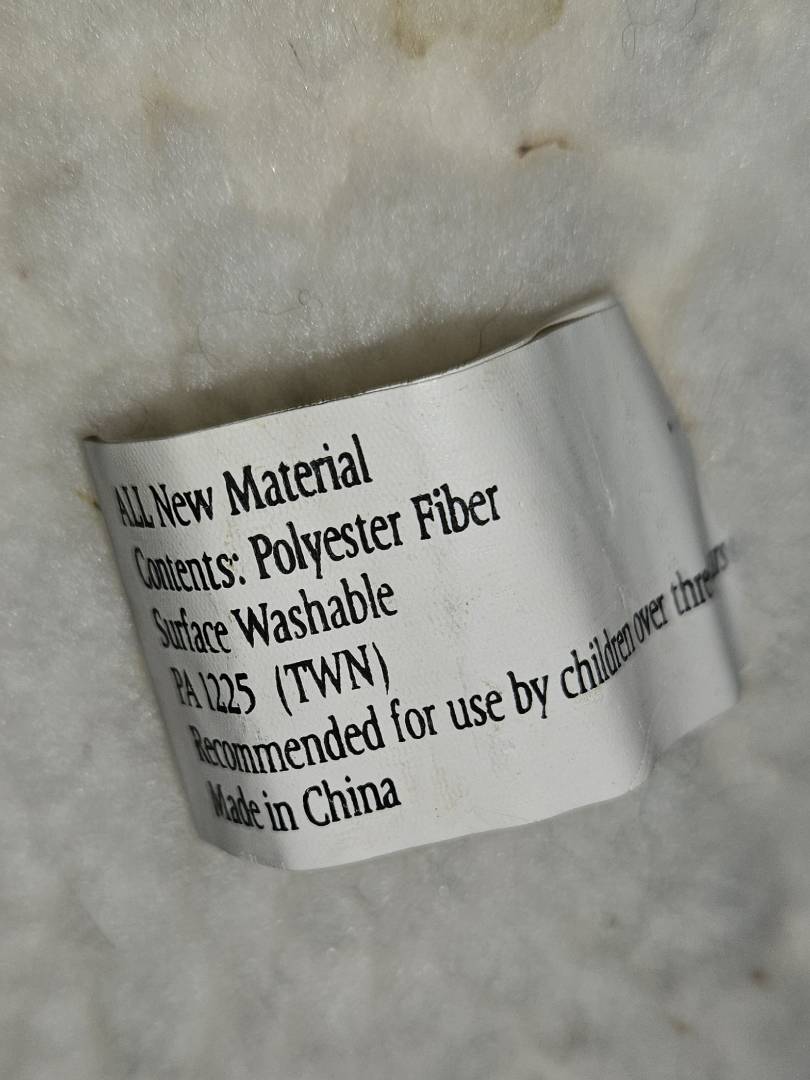 ALL New Material
Contents: Polyester Fiber
Surface Washable
PA 1225 (TWN)
Recommended for use by children over
Made in China